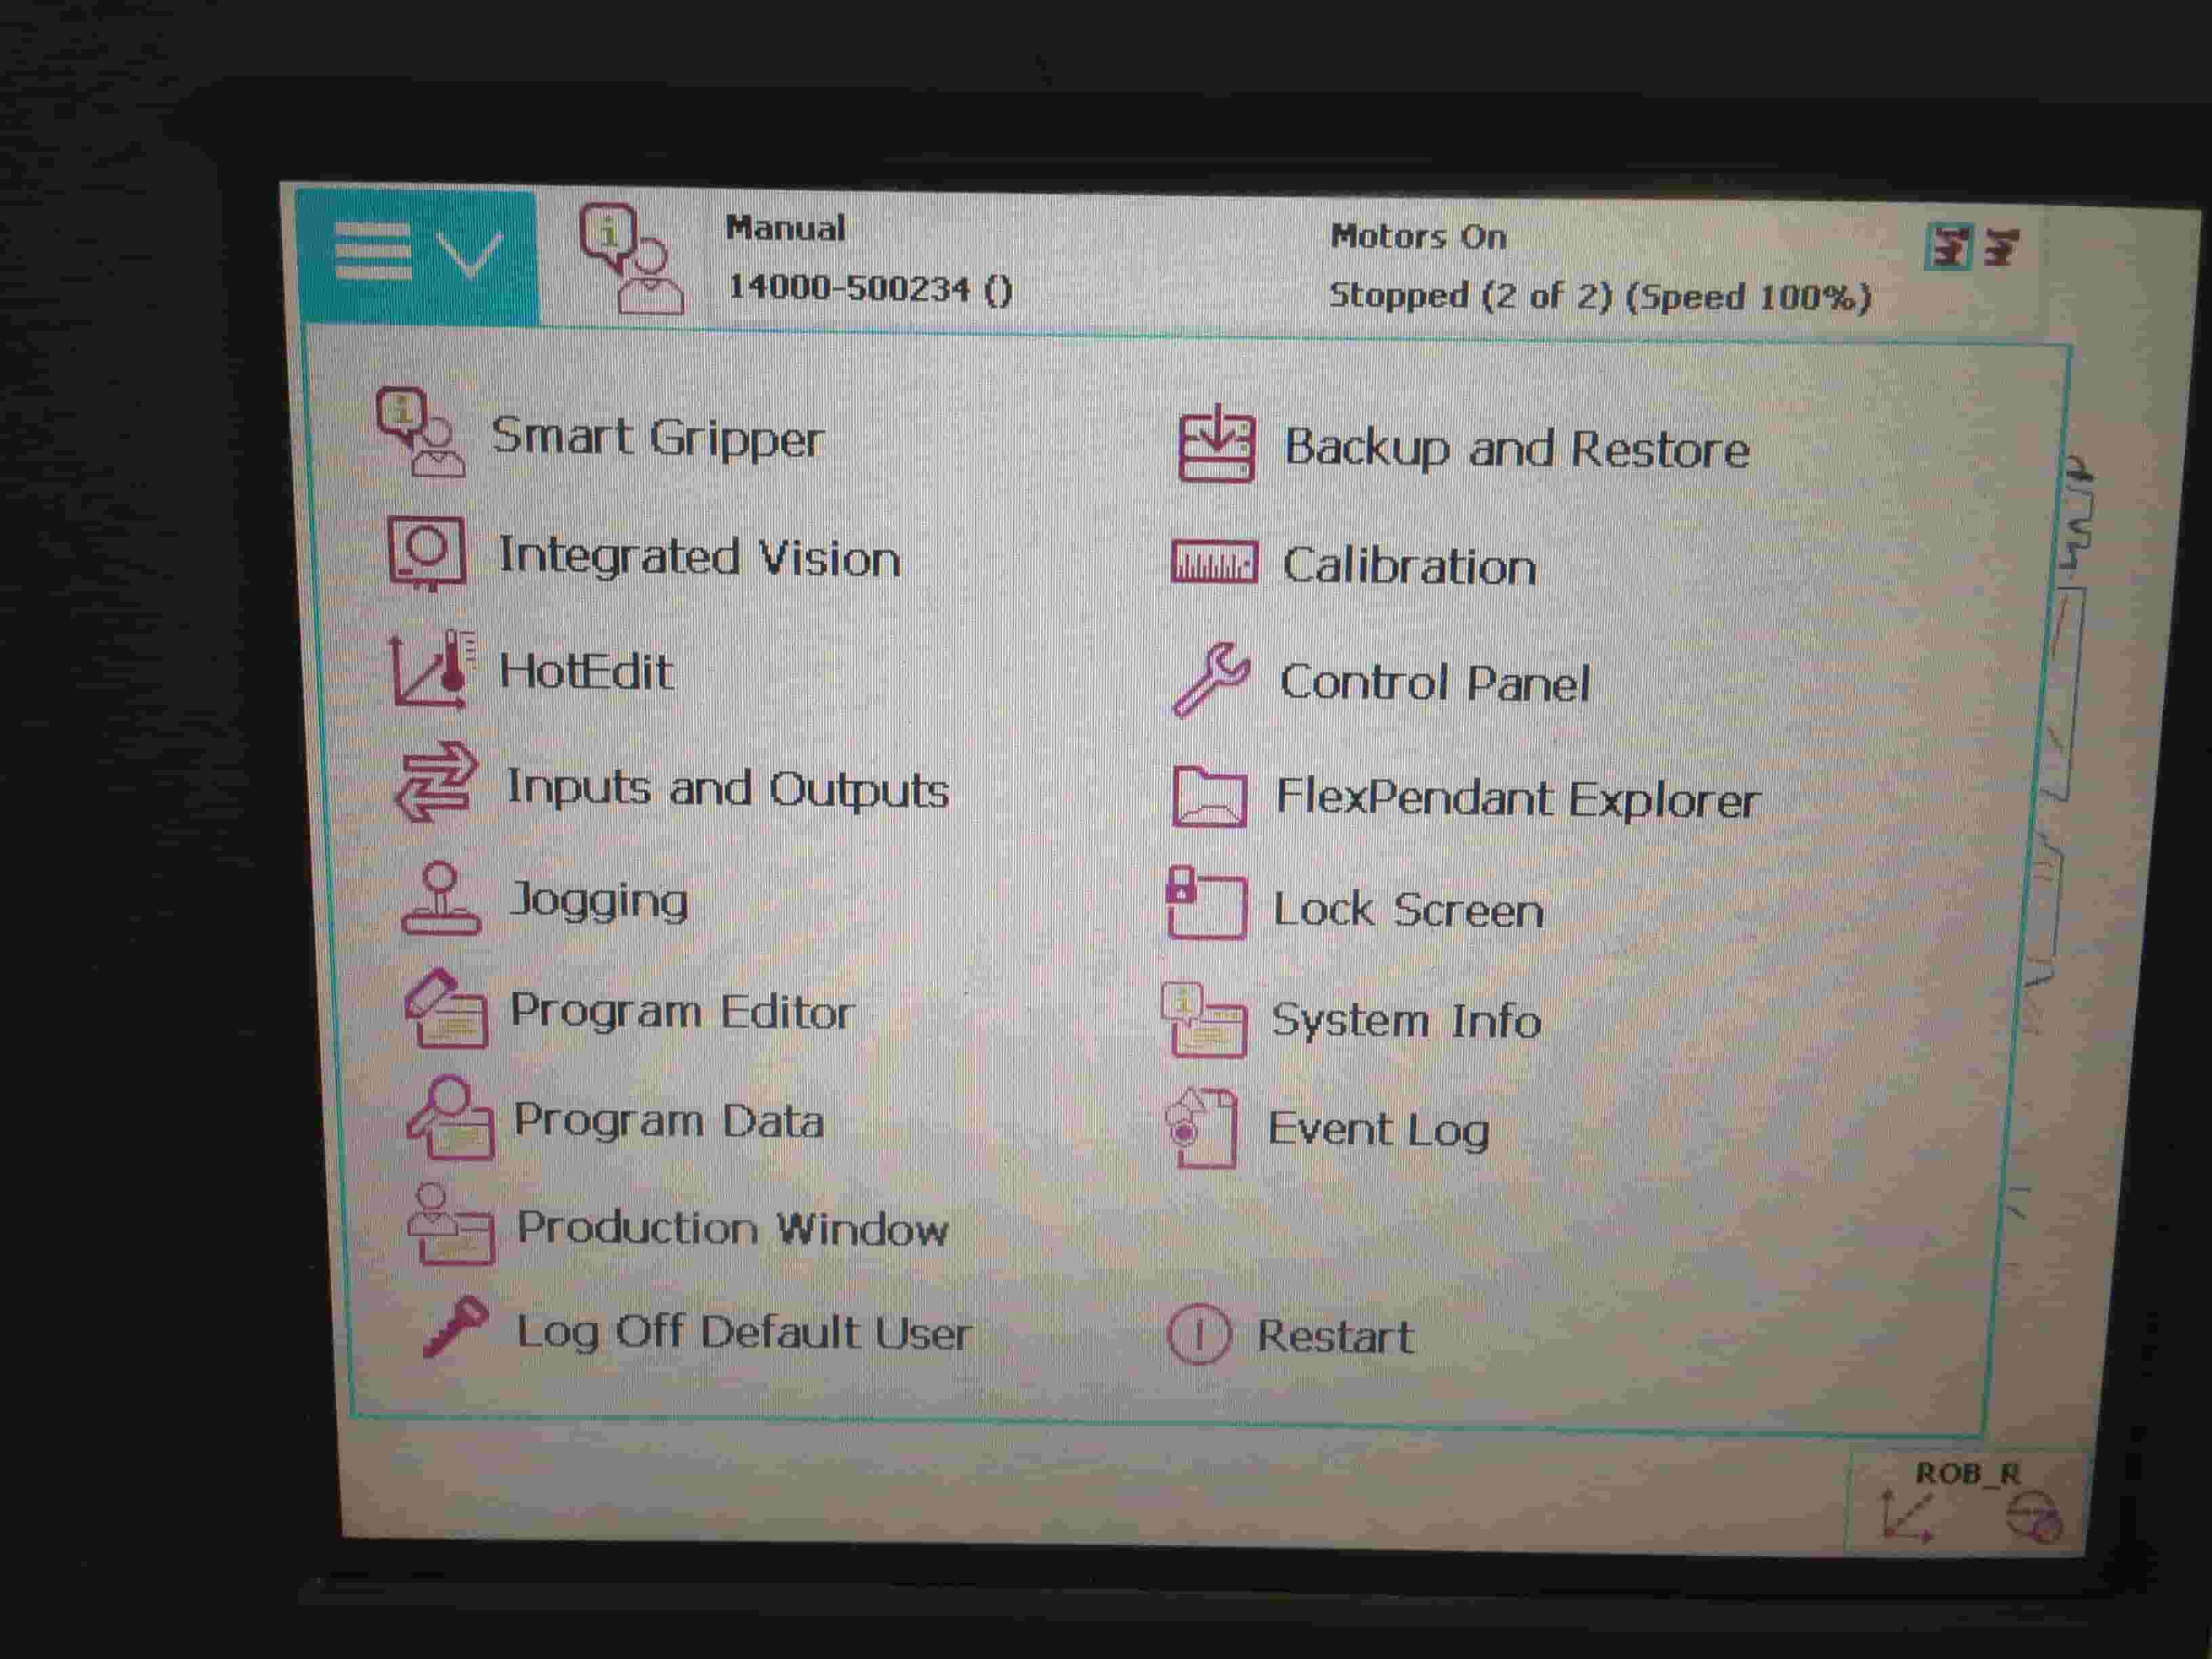 Manual
14000-500234 ()
Motors On
Stopped (2 of 2) (Speed 100%)
Smart Gripper
Integrated Vision
HotEdit
Inputs and Outputs
Jogging
Program Editor
Program Data
Production Window
Log Off Default User
Backup and Restore
Calibration
Control Panel
FlexPendant Explorer
Lock Screen
System Info
Event Log
Restart
ROB_R